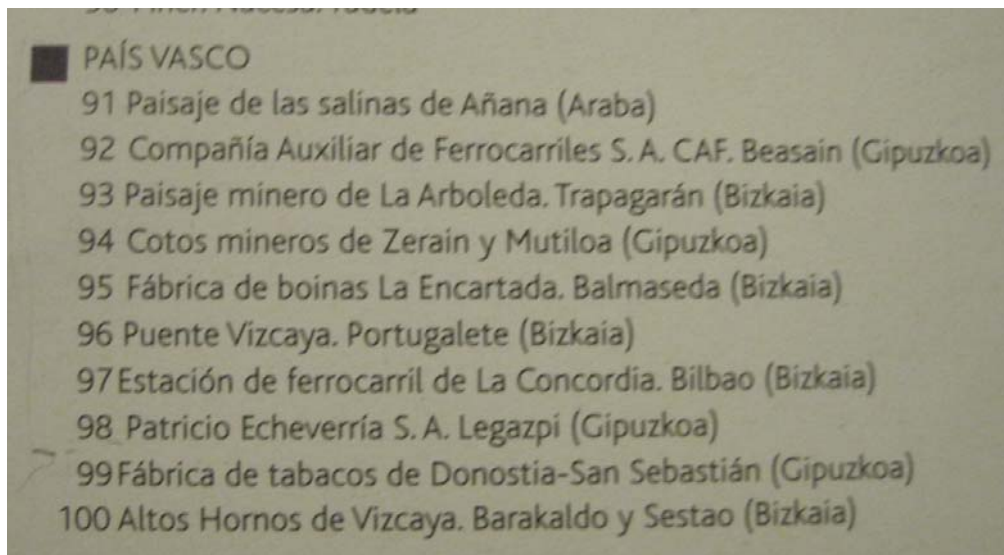 PAÍS VASCO
91 Paisaje de las salinas de Añana (Araba)
92 Compañía Auxiliar de Ferrocarriles S. A. CAF. Beasain (Gipuzkoa)
93 Paisaje minero de La Arboleda. Trapagarán (Bizkaia)
94 Cotos mineros de Zerain y Mutiloa (Gipuzkoa)
95 Fábrica de boinas La Encartada. Balmaseda (Bizkaia)
96 Puente Vizcaya. Portugalete (Bizkaia)
97 Estación de ferrocarril de La Concordia. Bilbao (Bizkaia)
98 Patricio Echeverría S. A. Legazpi (Gipuzkoa)
99 Fábrica de tabacos de Donostia-San Sebastián (Gipuzkoa)
100 Altos Hornos de Vizcaya. Barakaldo y Sestao (Bizkaia)